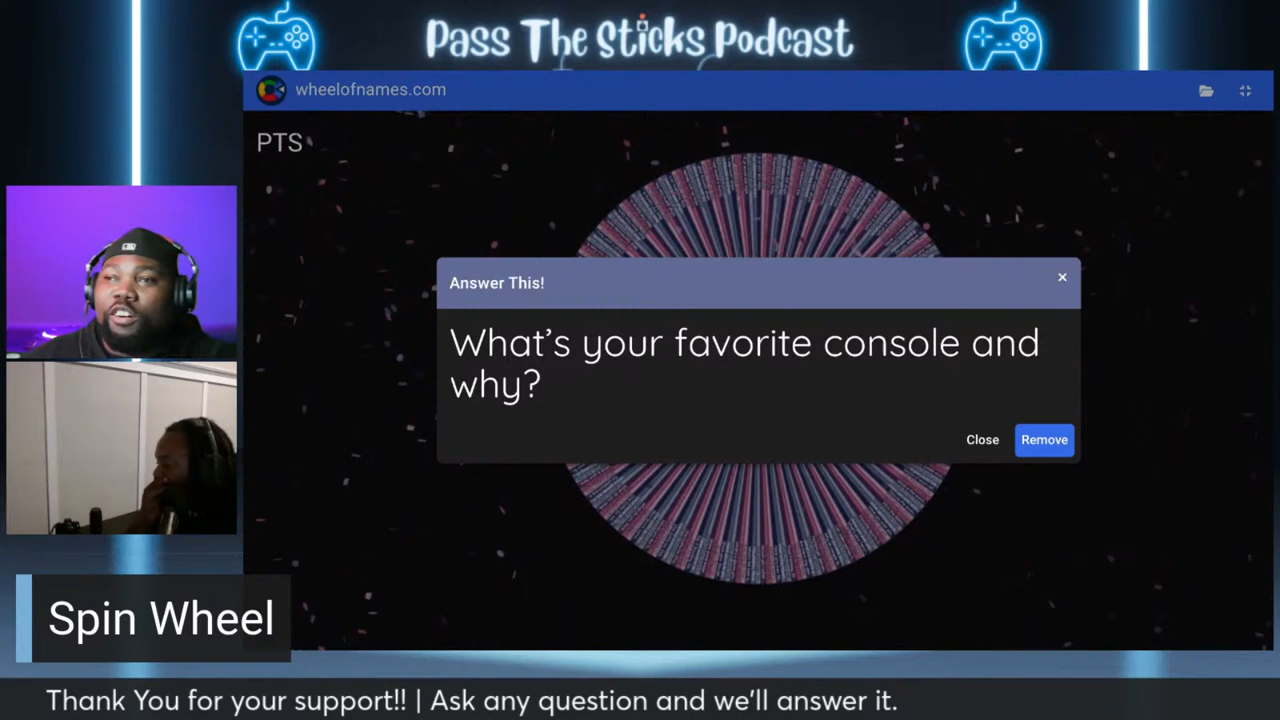 Pass The Sticks Podcast
wheelofnames.com
PTS
Answer This!
What's your favorite console and
why?
Close
Remove
Spin Wheel
Thank You for your support!! | Ask any question and we'll answer it.